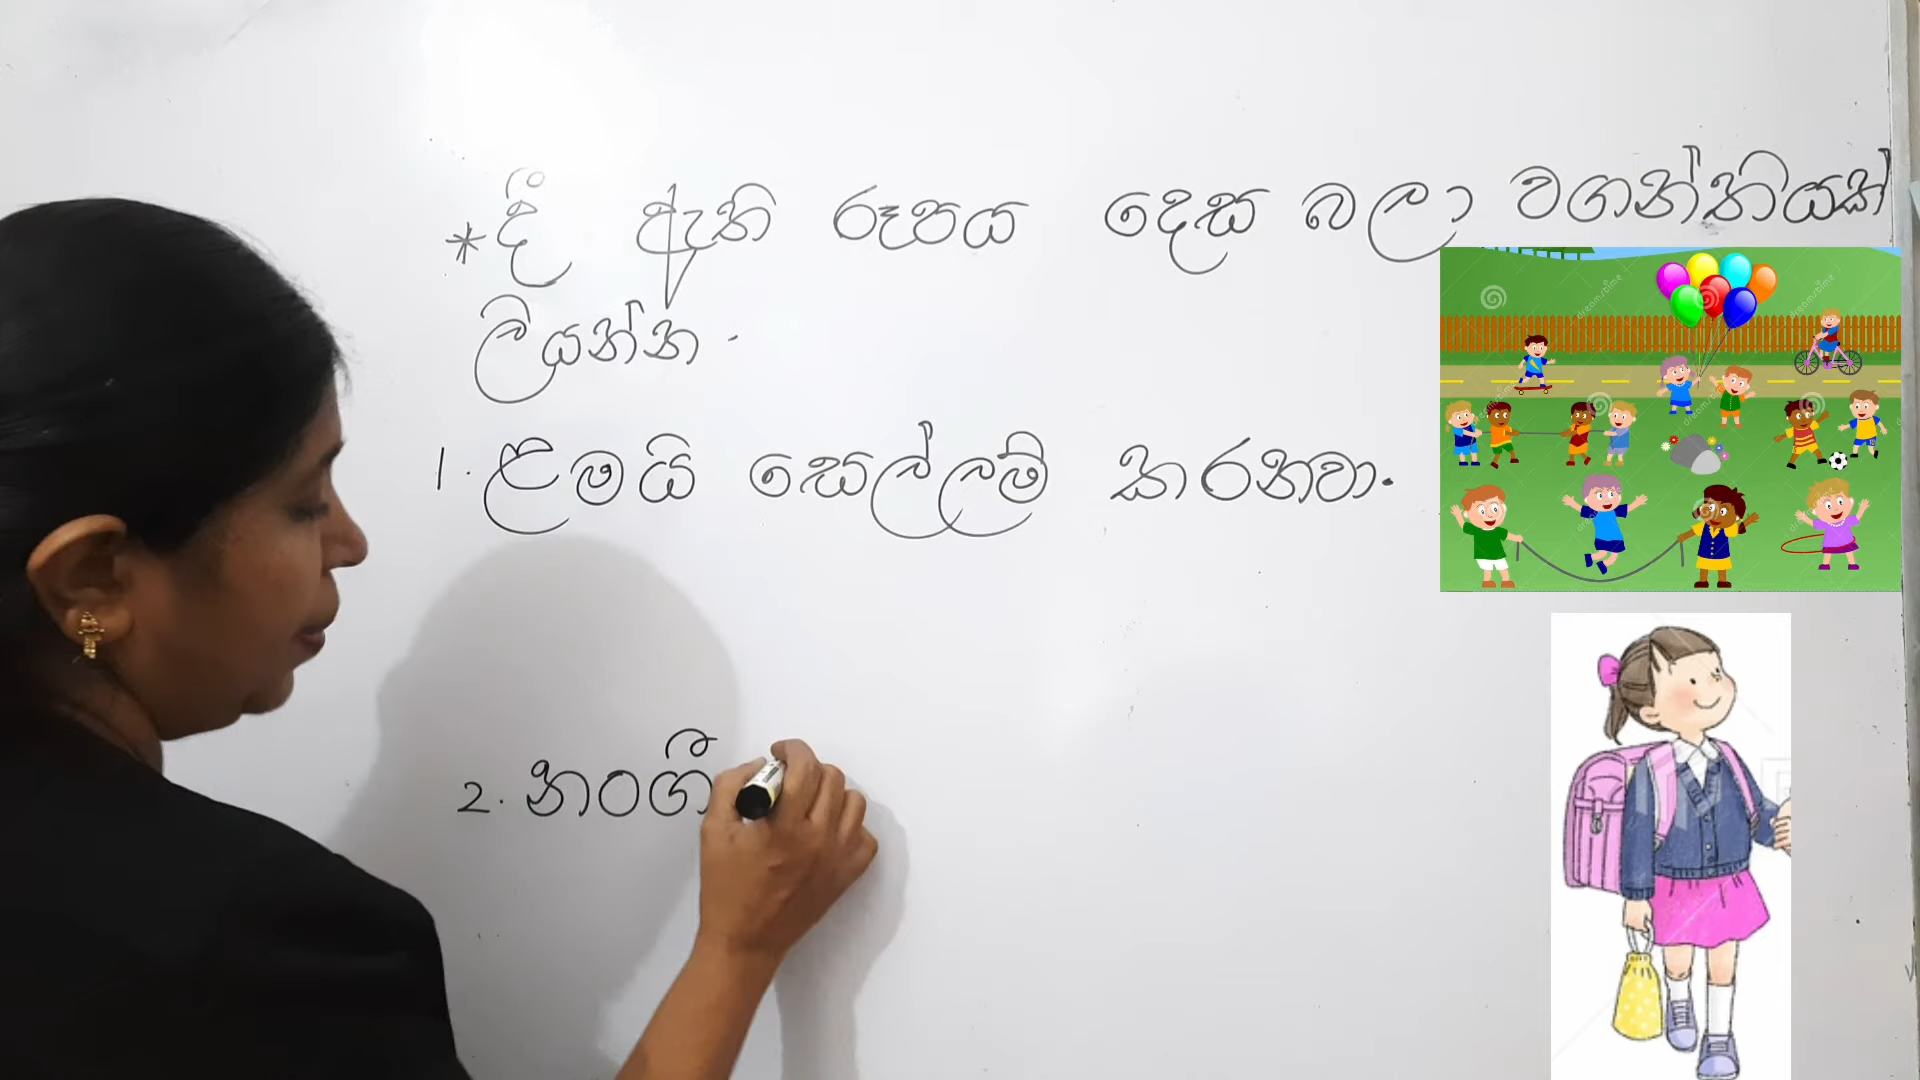 * දී ඇති රූපය දෙස බලා වගන්තියක්
ලියන්න.
1. ළමයි සෙල්ලම් කරනවා.
2. නංගී